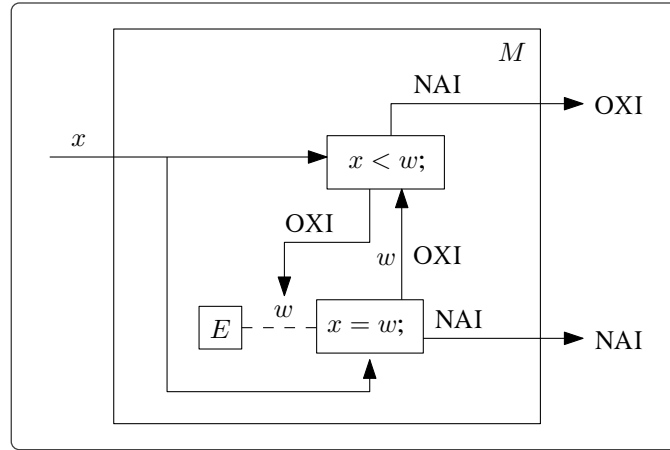 M
NAI
OXI
x
x < w;
OXI
w
OXI
w
E
x = w;
NAI
NAI